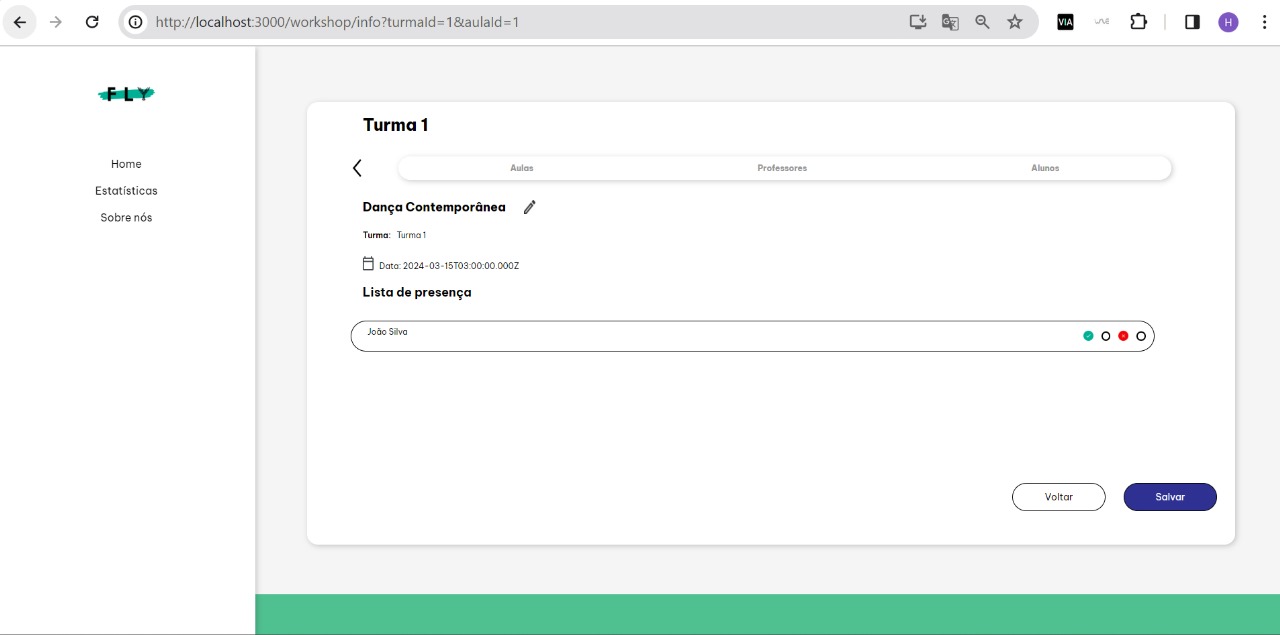 http://localhost:3000/workshop/info?turmaId=1&aulaId=1
VIA
H
FLY
Home
Estatísticas
Sobre nós
Turma 1
Aulas Professores Alunos
Dança Contemporânea
Turma: Turma 1
Data: 2024-03-15T03:00:00.000Z
Lista de presença
João Silva
Voltar Salvar